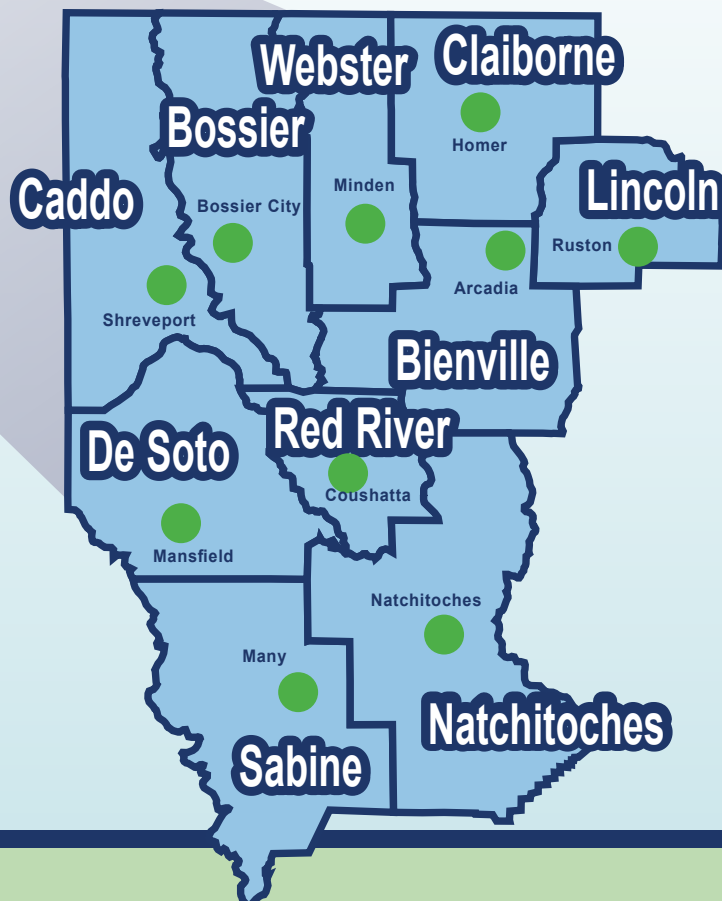 Webster
Claiborne
Bossier
Homer
Caddo
Minden
Lincoln
Bossier City
Ruston
Arcadia
Shreveport
Bienville
Red River
De Soto
Coushatta
Mansfield
Natchitoches
Many
Natchitoches
Sabine